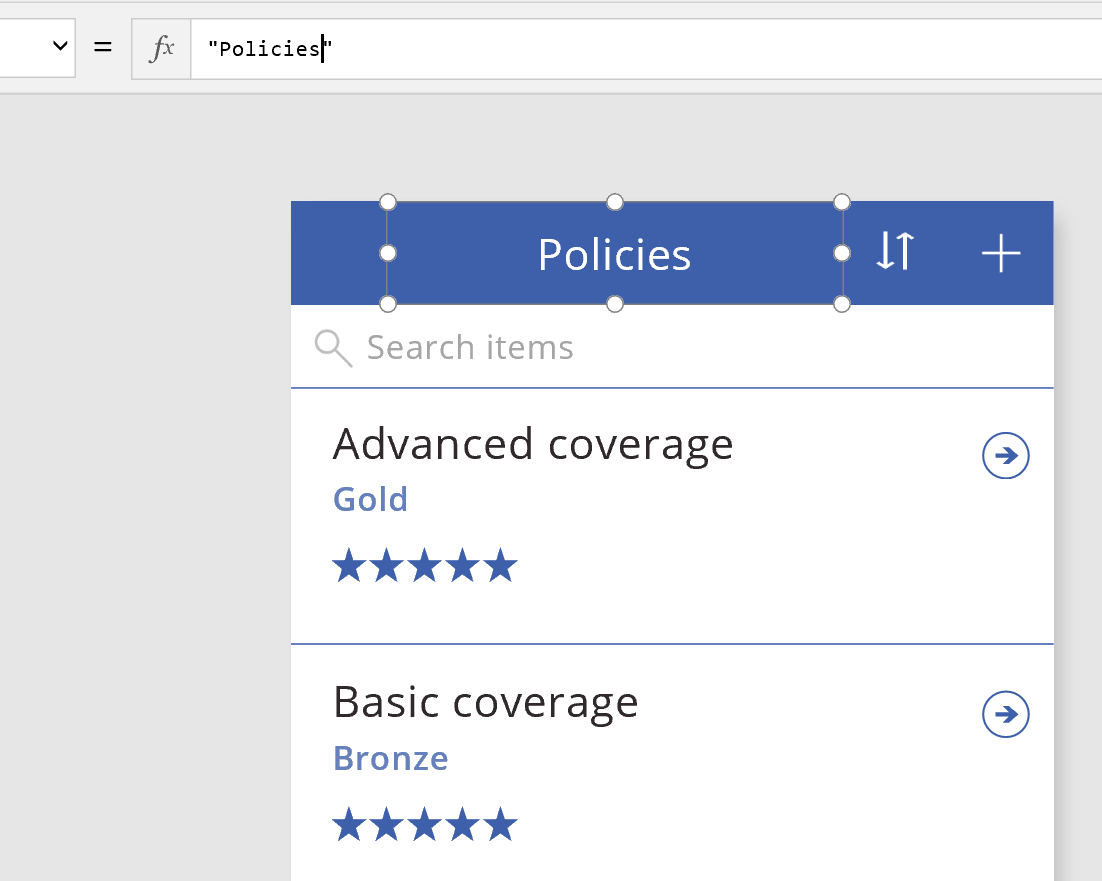 = fx "Policies"
Policies
Search items
Advanced coverage
Gold
Basic coverage
Bronze